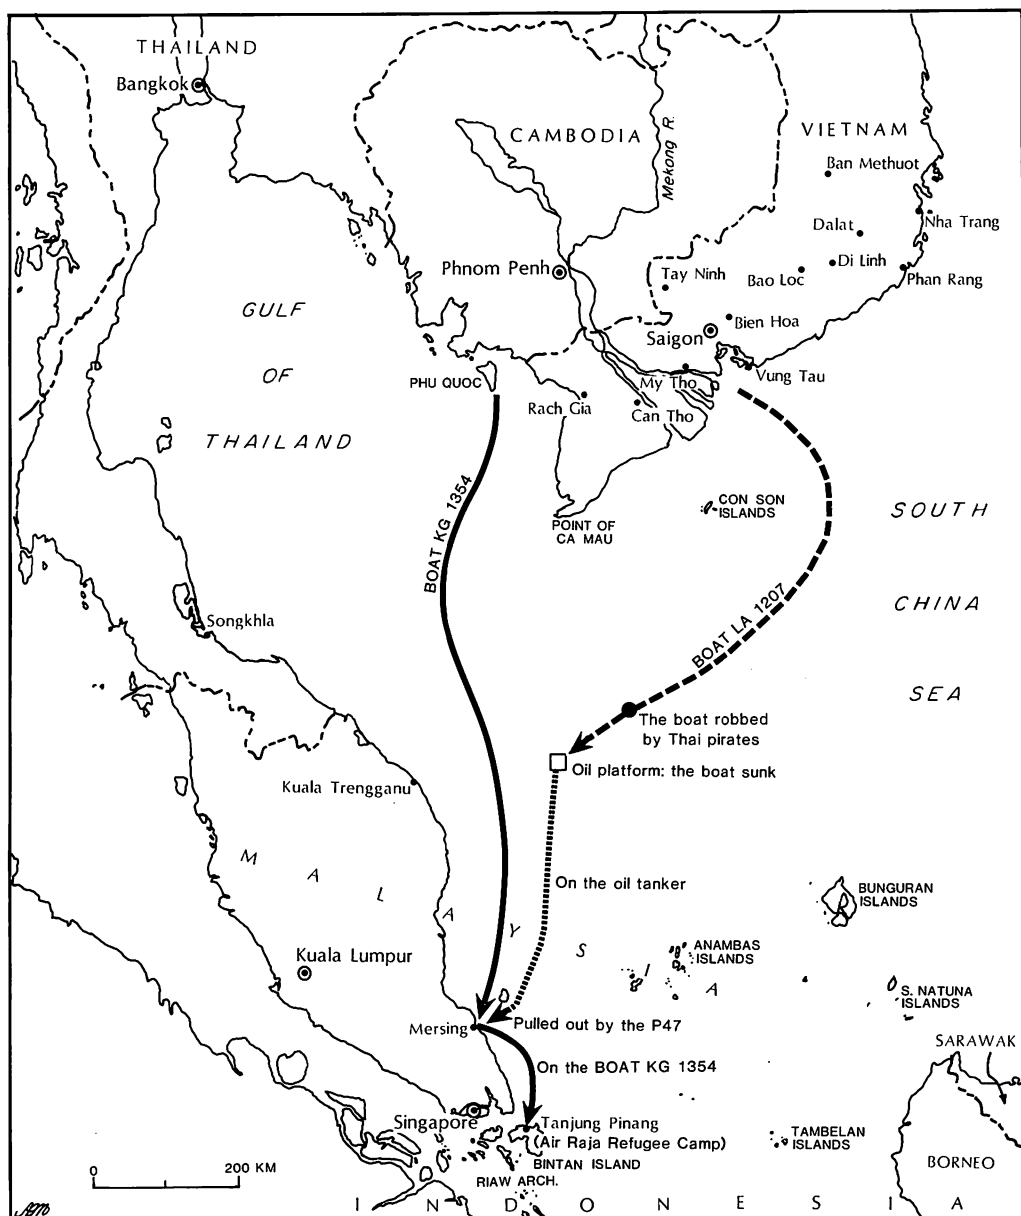 THAILAND
Bangkok
CAMBODIA
Mekong R.
VIETNAM
Ban Methuot
Nha Trang
Dalat
Di Linh
Bao Loc
Phan Rang
Phnom Penh
Tay Ninh
Bien Hoa
Saigon
Vung Tau
My Tho
GULF
OF
THAILAND
PHU QUOC
Rach Gia
Can Tho
BOAT KG 1354
POINT OF
CA MAU
CON SON
ISLANDS
SOUTH
CHINA
SEA
BOAT LA 1207
Songkhla
The boat robbed
by Thai pirates
Oil platform: the boat sunk
Kuala Trengganu
MALAYSIA
On the oil tanker
BUNGURAN
ISLANDS
ANAMBAS
ISLANDS
Kuala Lumpur
S. NATUNA
ISLANDS
Mersing
Pulled out by the P47
SARAWAK
On the BOAT KG 1354
Singapore
Tanjung Pinang
(Air Raja Refugee Camp)
BINTAN ISLAND
RIAW ARCH.
TAMBELAN
ISLANDS
BORNEO
0 200 KM
INDONESIA